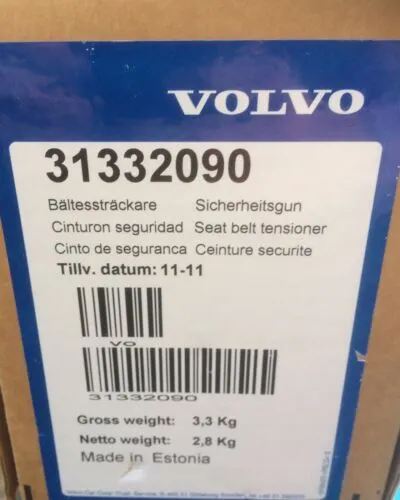 VOLVO
31332090
Bältessträckare Sicherheitsgun
Cinturon seguridad Seat belt tensioner
Cinto de seguranca Ceinture securite
Tillv. datum: 11-11
VO
31332090
Gross weight: 3,3 Kg
Netto weight: 2,8 Kg
Made in Estonia